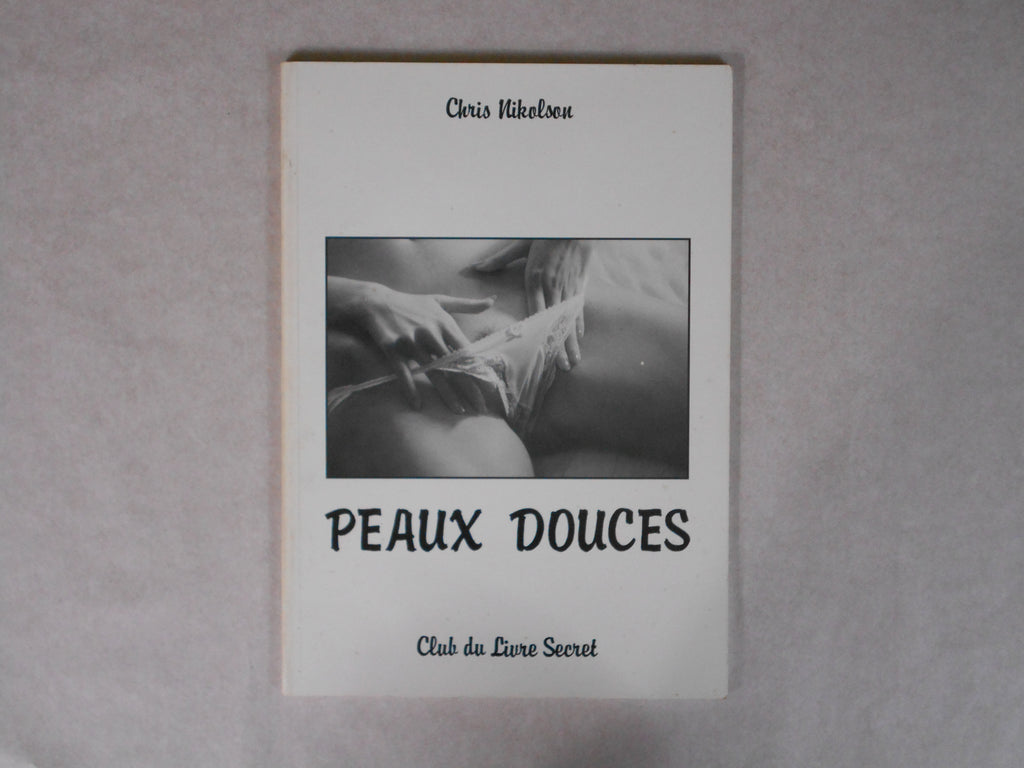 Chris Nikolson
PEAUX DOUCES
Club du Livre Secret